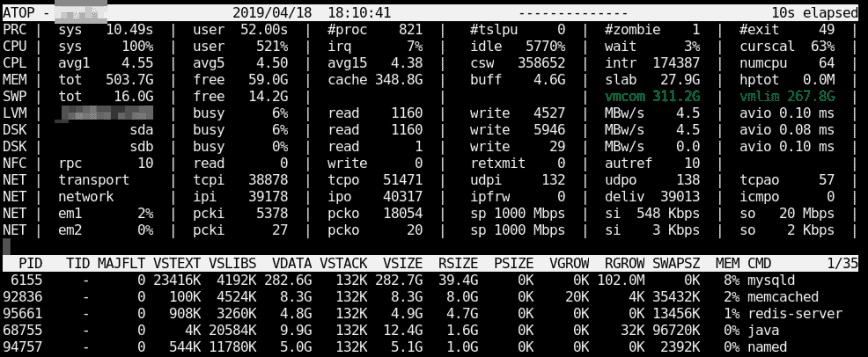 ATOP - 2019/04/18 18:10:41 -------------- 10s elapsed
PRC | sys 10.49s | user 52.00s | #proc 821 | #tslpu 0 | #zombie 1 | #exit 49 |
CPU | sys 100% | user 521% | irq 7% | idle 5770% | wait 3% | curscal 63% |
CPL | avg1 4.55 | avg5 4.50 | avg15 4.38 | csw 358652 | intr 174387 | numcpu 64 |
MEM | tot 503.7G | free 59.0G | cache 348.8G | buff 4.6G | slab 27.9G | hptot 0.0M |
SWP | tot 16.0G | free 14.2G | | | vmcom 311.2G | vmlim 267.8G |
LVM | | busy 6% | read 1160 | write 4527 | MBw/s 4.5 | avio 0.10 ms |
DSK | sda | busy 6% | read 1160 | write 5946 | MBw/s 4.5 | avio 0.08 ms |
DSK | sdb | busy 0% | read 1 | write 29 | MBw/s 0.0 | avio 0.10 ms |
NFC | rpc 10 | read 0 | write 0 | retxmit 0 | autref 10 | |
NET | transport | tcpi 38878 | tcpo 51471 | udpi 132 | udpo 138 | tcpao 57 |
NET | network | ipi 39178 | ipo 40317 | ipfrw 0 | deliv 39013 | icmpo 0 |
NET | em1 2% | pcki 5378 | pcko 18054 | sp 1000 Mbps | si 548 Kbps | so 20 Mbps |
NET | em2 0% | pcki 27 | pcko 20 | sp 1000 Mbps | si 3 Kbps | so 2 Kbps |
PID TID MAJFLT VSTEXT VSLIBS VDATA VSTACK VSIZE RSIZE PSIZE VGROW RGROW SWAPSZ MEM CMD 1/35
6155 - 0 23416K 4192K 282.6G 132K 282.7G 39.4G 0K 0K 102.0M 0K 8% mysqld
92836 - 0 100K 4524K 8.3G 132K 8.3G 8.0G 0K 20K 4K 35432K 2% memcached
95661 - 0 908K 3260K 4.8G 132K 4.9G 4.7G 0K 0K 0K 13456K 1% redis-server
68755 - 0 4K 20584K 9.9G 132K 12.4G 1.6G 0K 0K 32K 96720K 0% java
94757 - 0 544K 11780K 5.0G 132K 5.1G 1.0G 0K 0K 0K 2392K 0% named